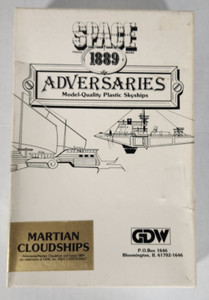 SPACE
1889
ADVERSARIES
Model-Quality Plastic Skyships
MARTIAN
CLOUDSHIPS
GDW
P.O.Box 1646
Bloomington, IL 61702-1646